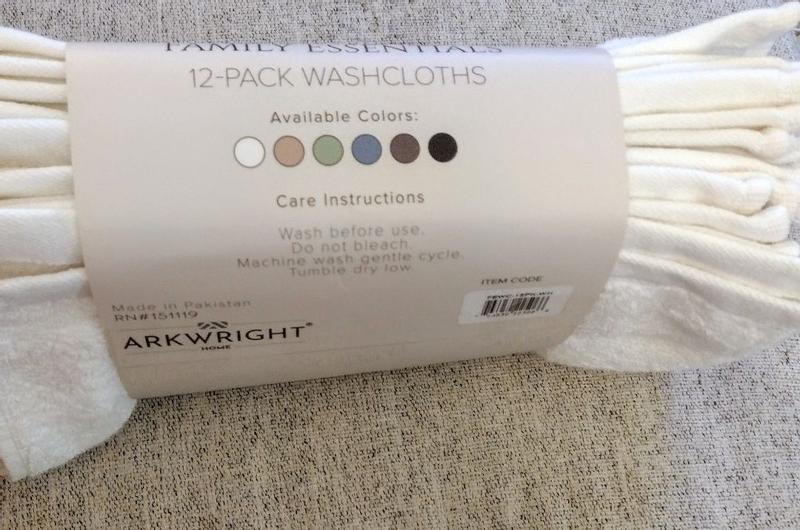 FAMILY ESSENTIALS
12-PACK WASHCLOTHS
Available Colors:
Care Instructions
Wash before use.
Do not bleach.
Machine wash gentle cycle.
Tumble dry low
ITEM CODE
Made in Pakistan
RN#151119
ARKWRIGHT®
HOME